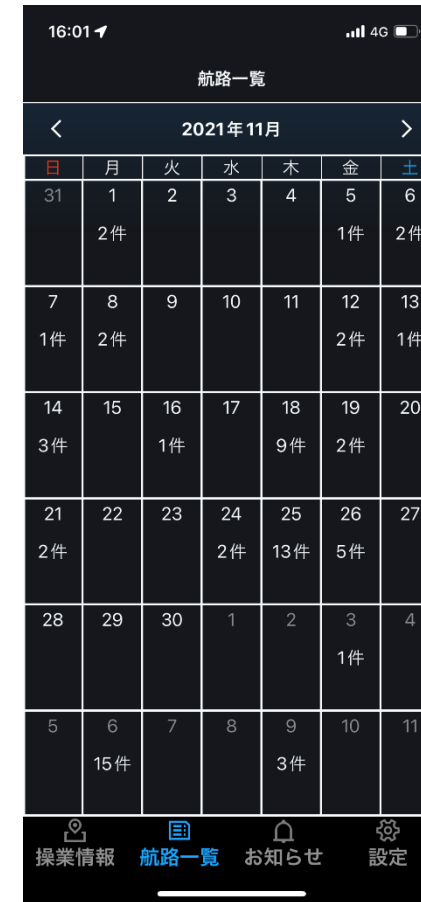 16:01 4G
航路一覧
2021年11月
日 月 火 水 木 金 土
31 1 2 3 4 5 6
2件 1件 2件
7 8 9 10 11 12 13
1件 2件 2件 1件
14 15 16 17 18 19 20
3件 1件 9件 2件
21 22 23 24 25 26 27
2件 2件 13件 5件
28 29 30 1 2 3 4
1件
5 6 7 8 9 10 11
15件 3件
操業情報 航路一覧 お知らせ 設定